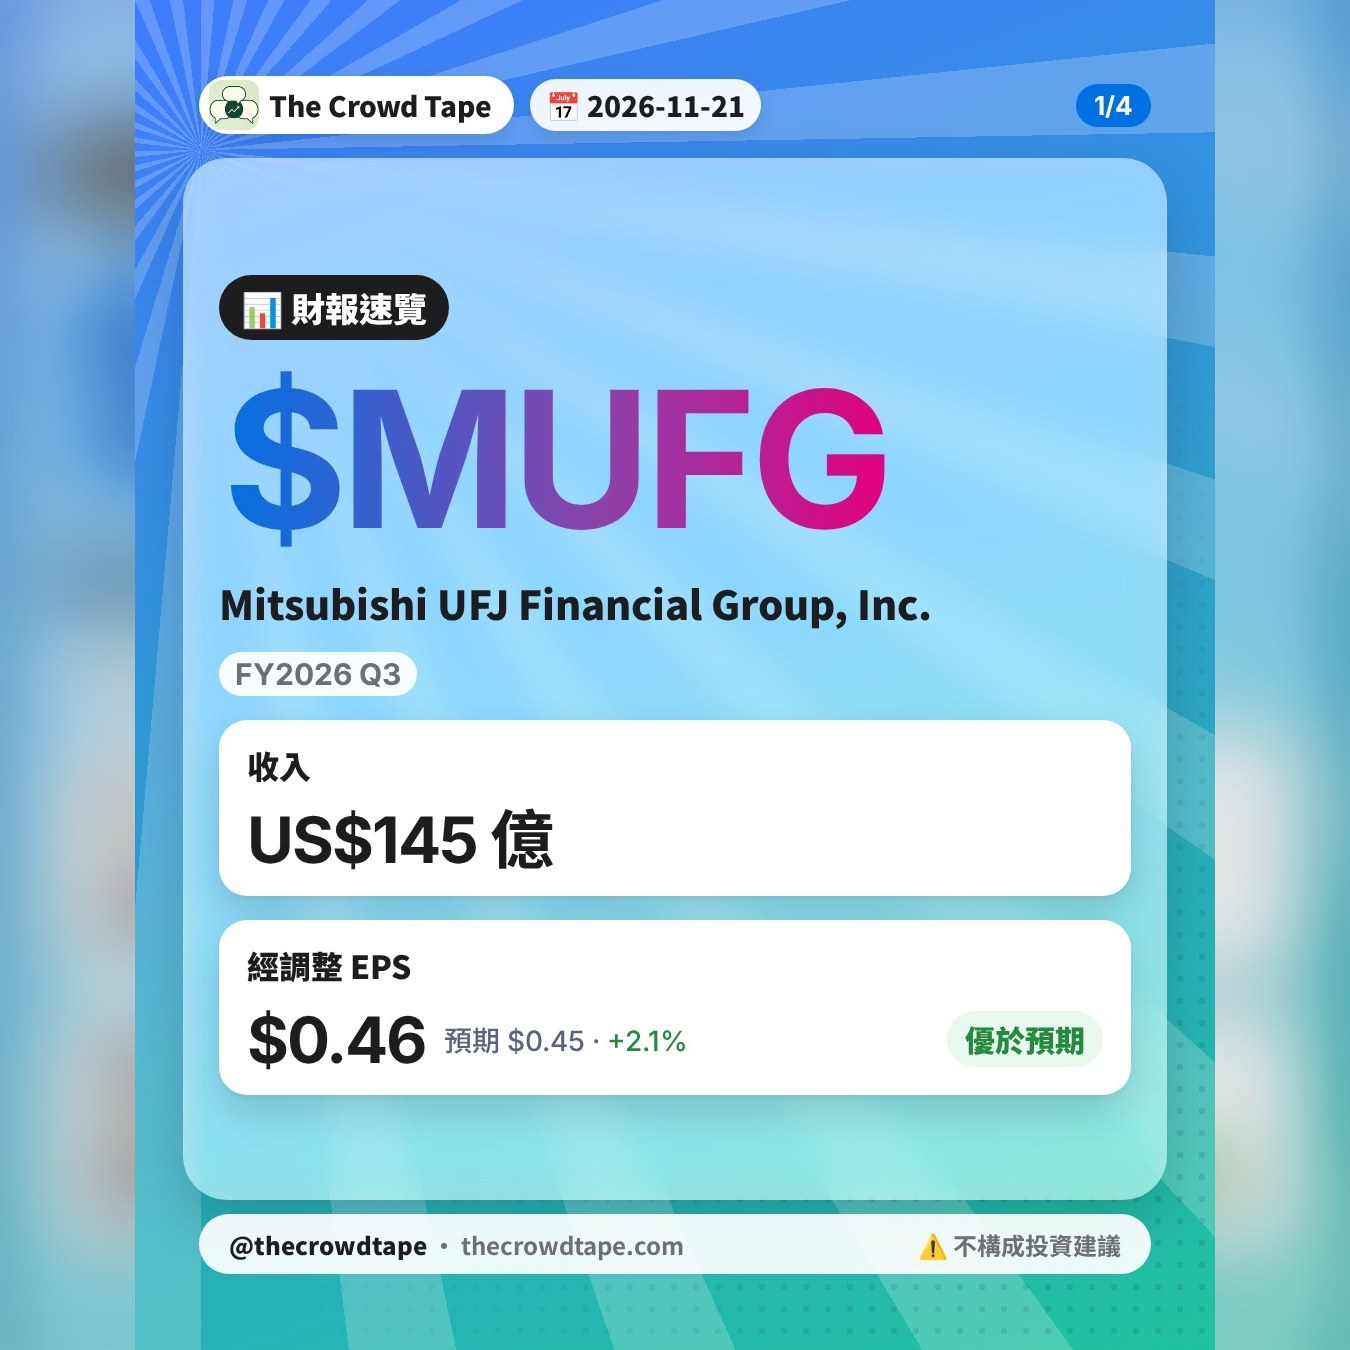 The Crowd Tape
July 17 2026-11-21
1/4
財報速覽
$MUFG
Mitsubishi UFJ Financial Group, Inc.
FY2026 Q3
收入
US$145 億
經調整 EPS
$0.46 預期 $0.45 · +2.1% 優於預期
@thecrowdtape · thecrowdtape.com ⚠️ 不構成投資建議